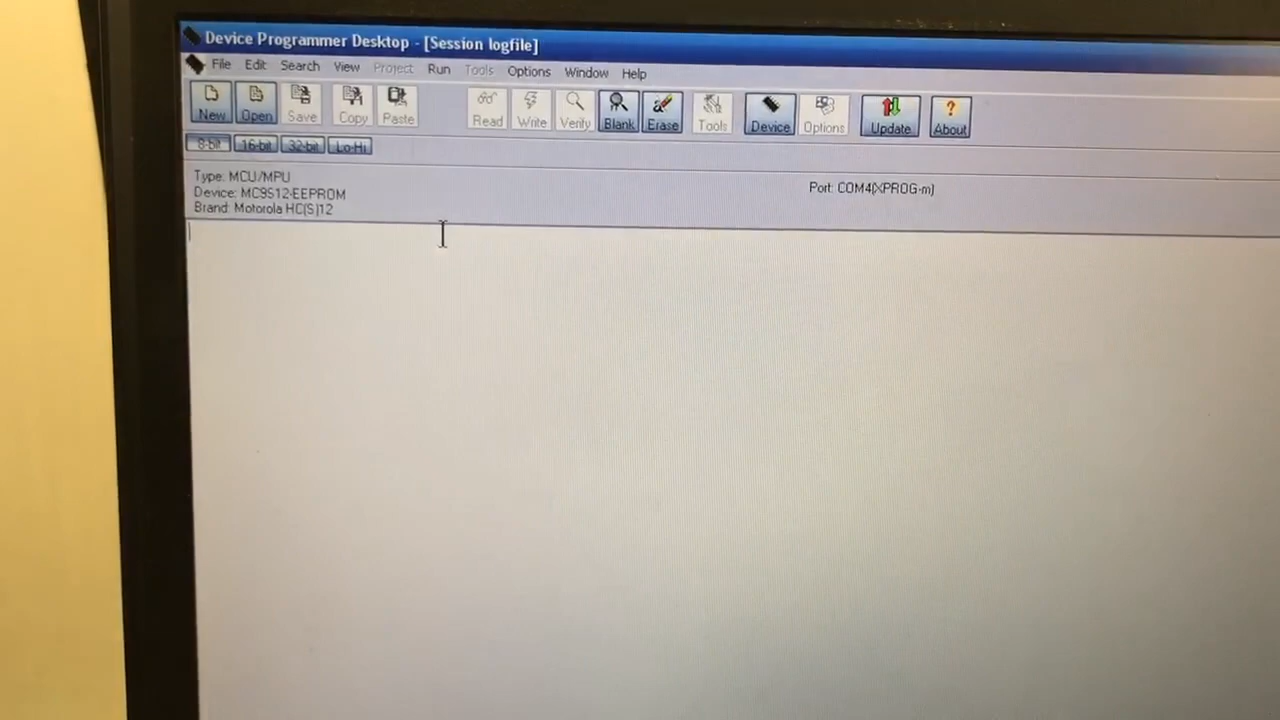 Device Programmer Desktop - [Session logfile]
File Edit Search View Project Run Tools Options Window Help
New Open Save Copy Paste Read Write Verify Blank Erase Tools Device Options Update About
8-bit 16-bit 32-bit Lo-Hi
Type: MCU/MPU
Device: MC9S12-EEPROM
Port: COM4(XPROG-m)
Brand: Motorola HC(S)12